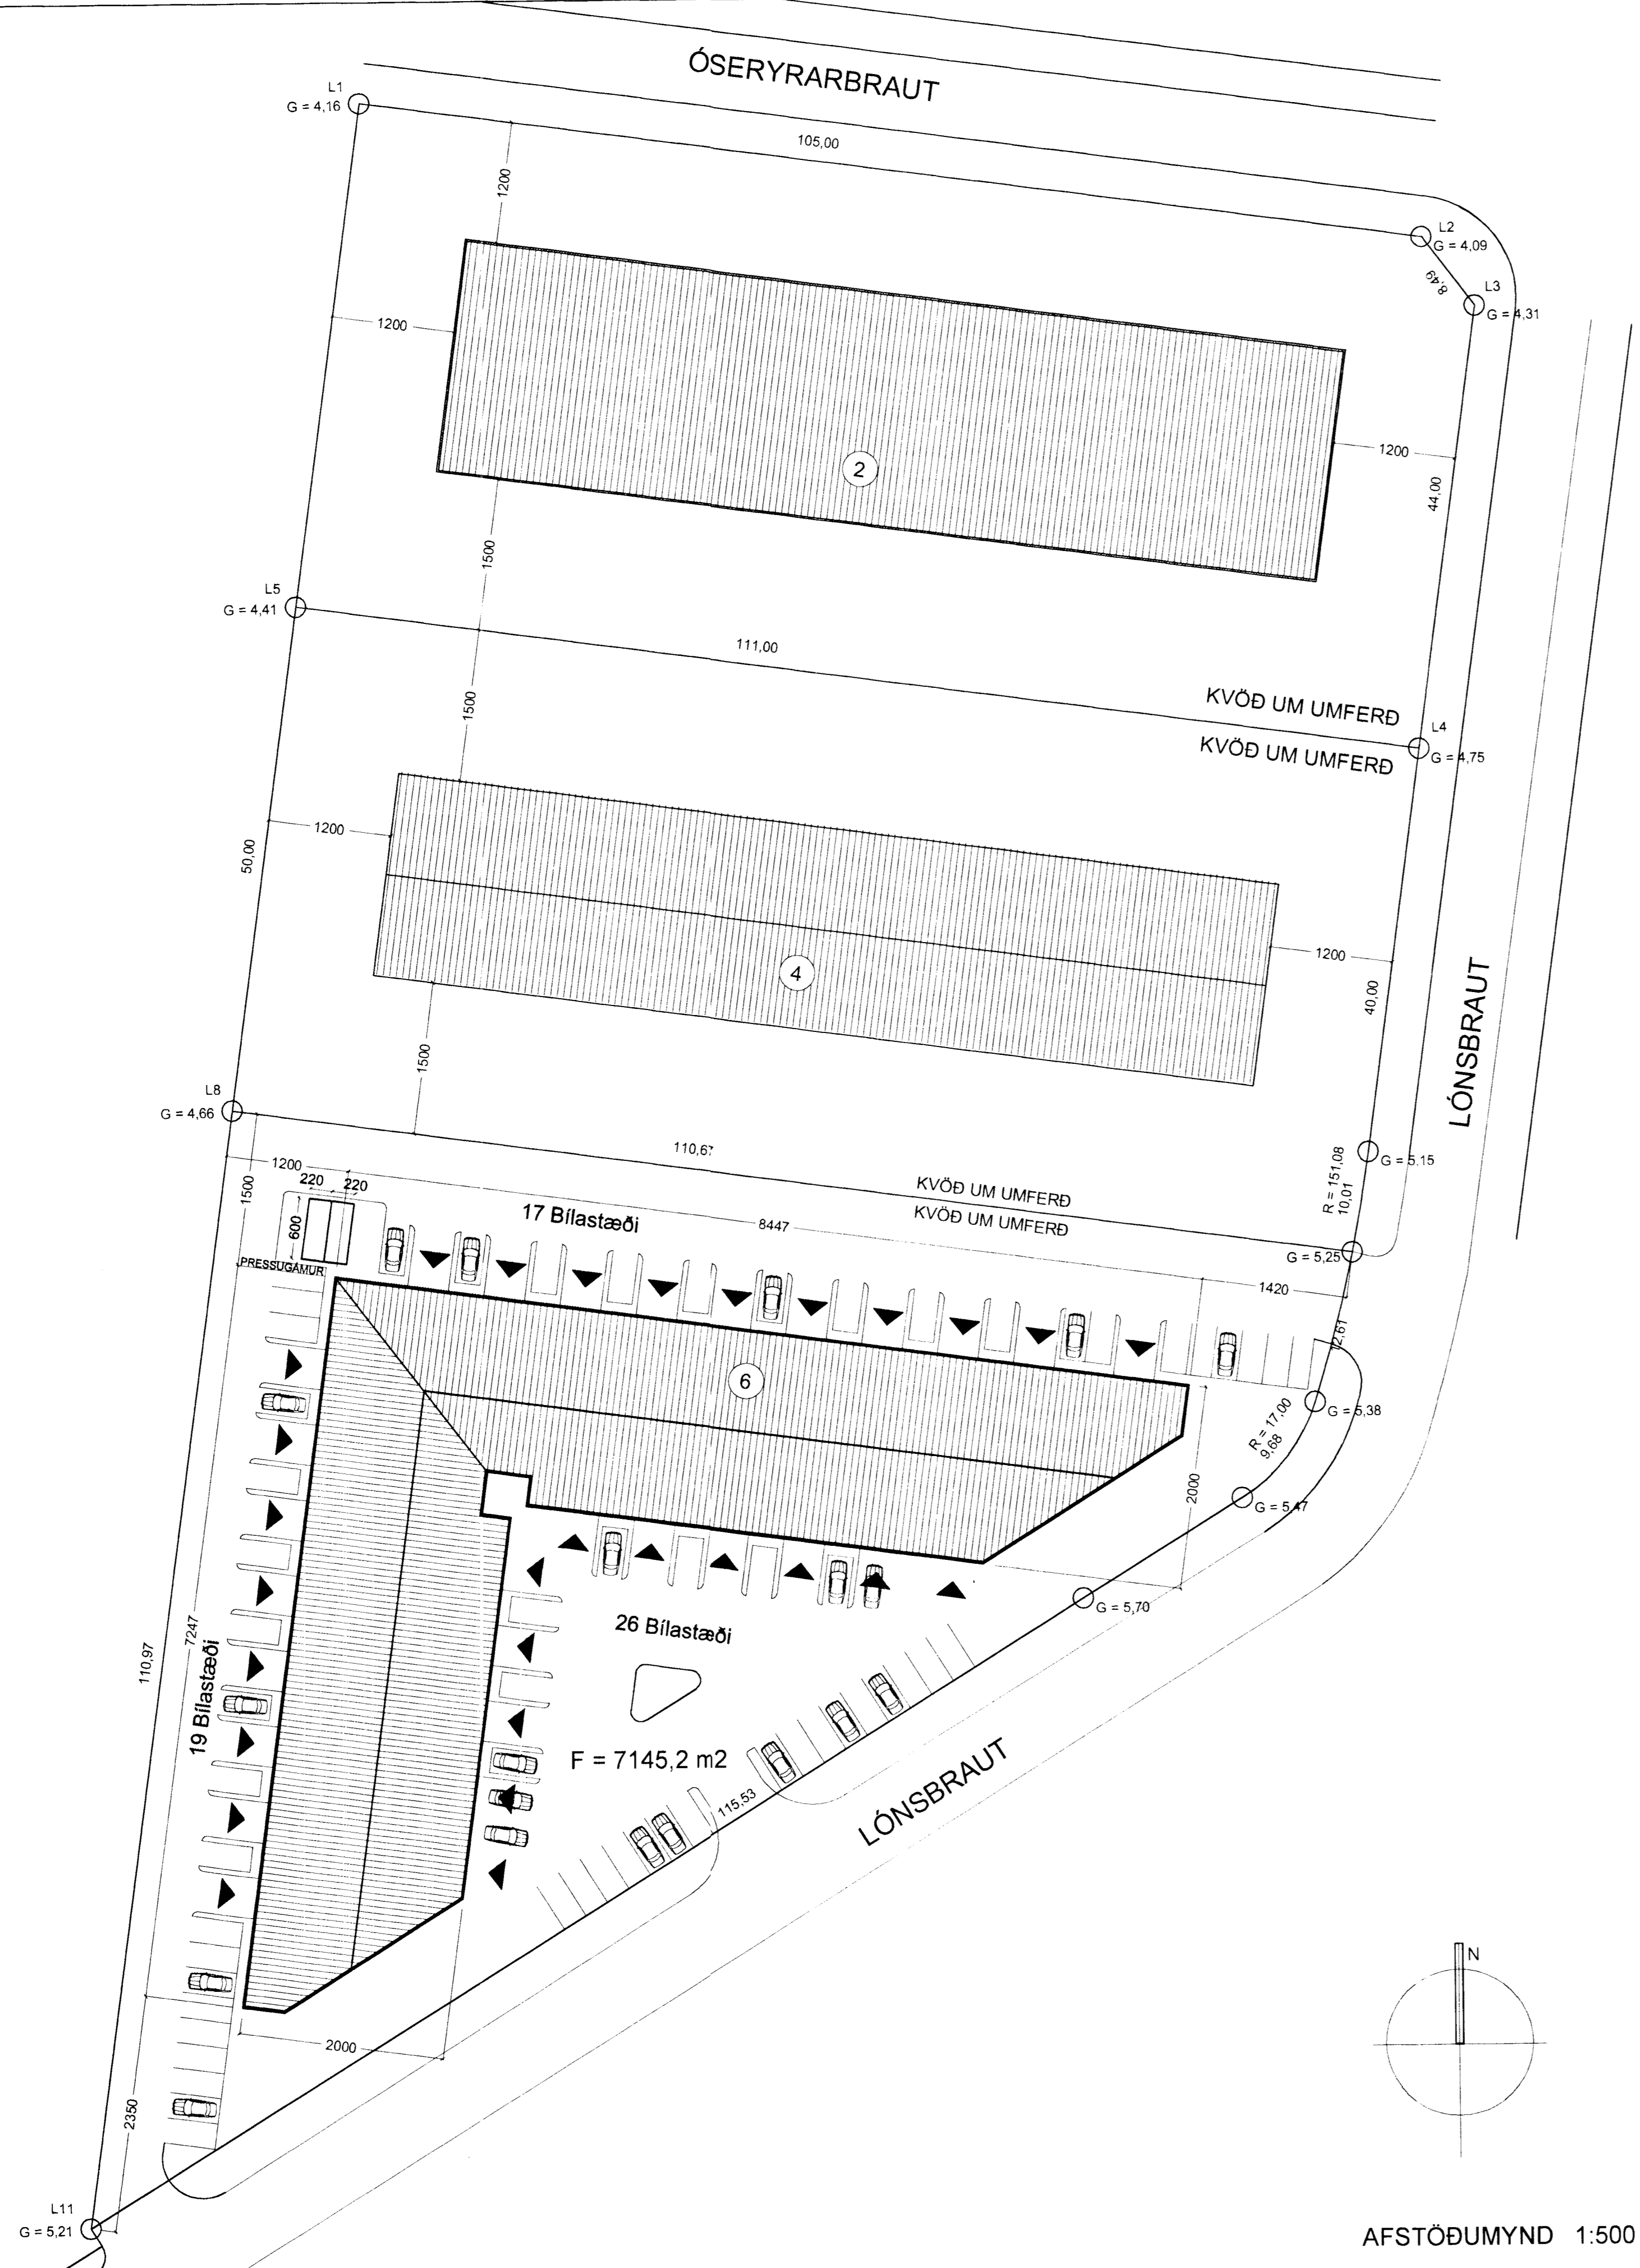 ÓSERYRARBRAUT
L1
G = 4,16
105,00
1200
L2
G = 4,09
8,49
L3
G = 4,31
1200
1200
44,00
2
1500
L5
G = 4,41
111,00
KVÖÐ UM UMFERÐ
KVÖÐ UM UMFERÐ
L4
G = 4,75
1500
1200
50,00
1200
40,00
4
LÓNSBRAUT
1500
L8
G = 4,66
110,67
R = 151,08
10,01
G = 5,15
KVÖÐ UM UMFERÐ
KVÖÐ UM UMFERÐ
1200
1500
220
220
600
17 Bílastæði
8447
G = 5,25
PRESSUGÁMUR
1420
12,61
6
G = 5,38
R = 17,00
9,68
2000
G = 5,47
G = 5,70
26 Bílastæði
110,97
7247
19 Bílastæði
F = 7145,2 m2
115,53
LÓNSBRAUT
N
2000
2350
L11
G = 5,21
AFSTÖÐUMYND 1:500